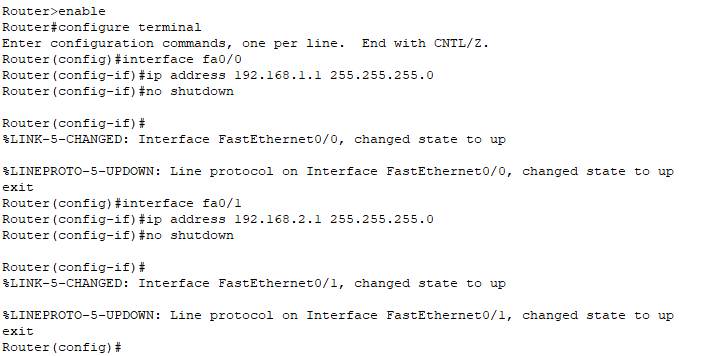 Router>enable
Router#configure terminal
Enter configuration commands, one per line.  End with CNTL/Z.
Router(config)#interface fa0/0
Router(config-if)#ip address 192.168.1.1 255.255.255.0
Router(config-if)#no shutdown

Router(config-if)#
%LINK-5-CHANGED: Interface FastEthernet0/0, changed state to up

%LINEPROTO-5-UPDOWN: Line protocol on Interface FastEthernet0/0, changed state to up
exit
Router(config)#interface fa0/1
Router(config-if)#ip address 192.168.2.1 255.255.255.0
Router(config-if)#no shutdown

Router(config-if)#
%LINK-5-CHANGED: Interface FastEthernet0/1, changed state to up

%LINEPROTO-5-UPDOWN: Line protocol on Interface FastEthernet0/1, changed state to up
exit
Router(config)#